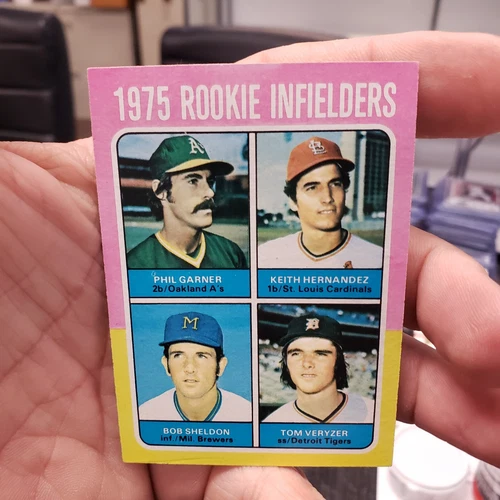 1975 ROOKIE INFIELDERS
A's
STL
PHIL GARNER
2b/Oakland A's
KEITH HERNANDEZ
1b/St. Louis Cardinals
M
B
BOB SHELDON
inf./Mil. Brewers
TOM VERYZER
ss/Detroit Tigers